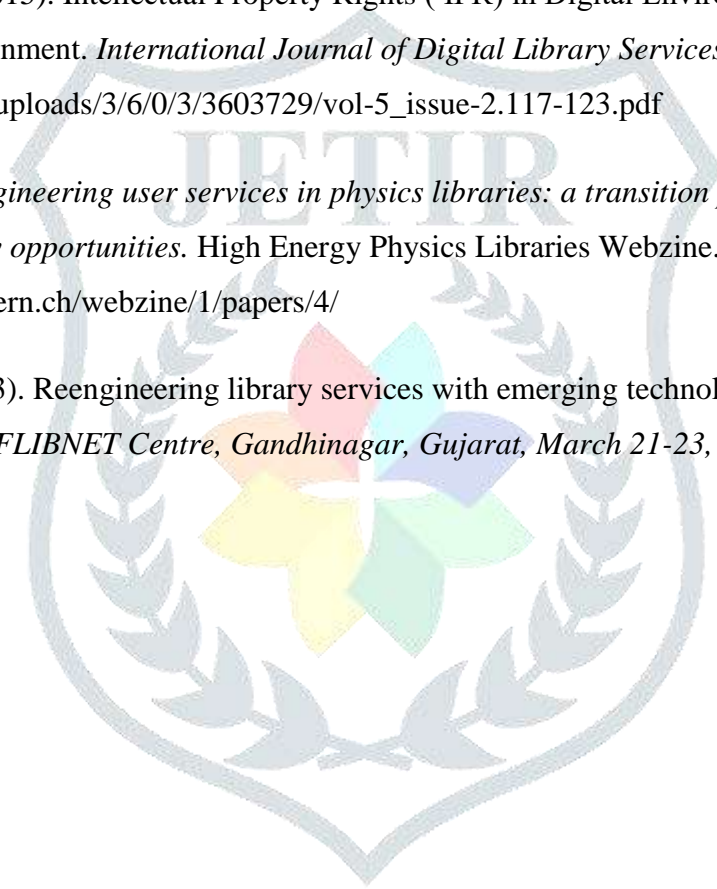 015). Intellectual Property Rights ( IPR) in Digital Enviro
nment. International Journal of Digital Library Services
uploads/3/6/0/3/3603729/vol-5_issue-2.117-123.pdf
JETIR
gineering user services in physics libraries: a transition
opportunities. High Energy Physics Libraries Webzine.
ern.ch/webzine/1/papers/4/
). Reengineering library services with emerging technol
FLIBNET Centre, Gandhinagar, Gujarat, March 21-23,